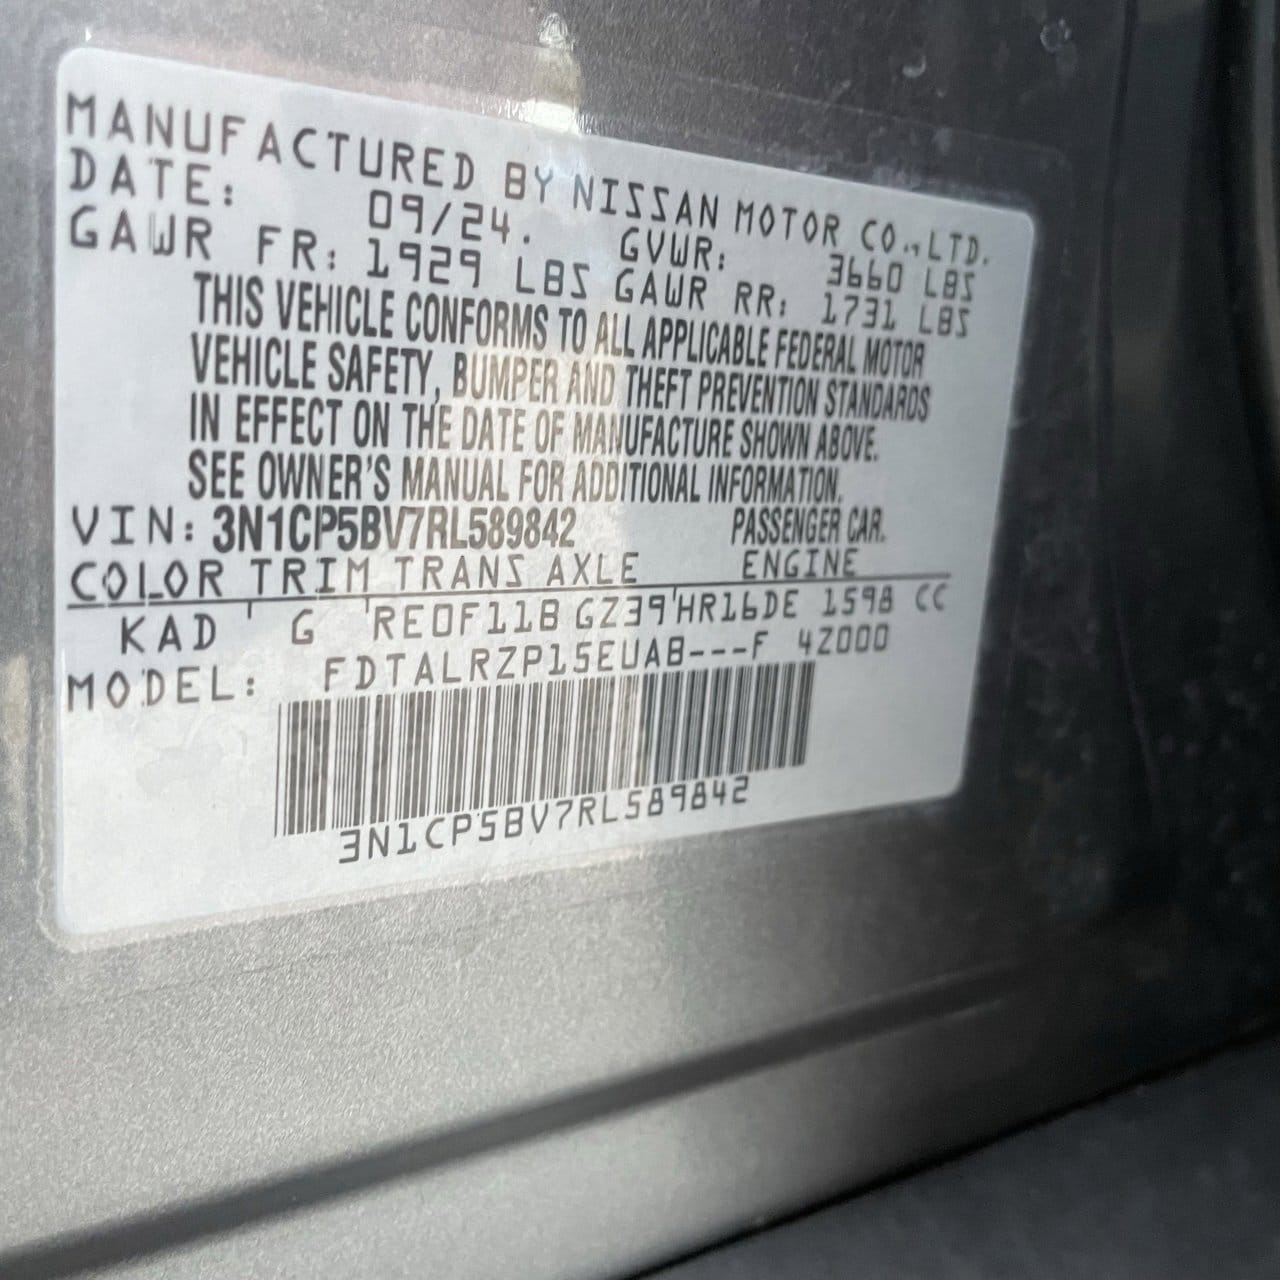 MANUFACTURED BY NISSAN MOTOR CO., LTD.
DATE: 09/24. GVWR: 3660 LBS
GAWR FR: 1929 LBS GAWR RR: 1731 LBS
THIS VEHICLE CONFORMS TO ALL APPLICABLE FEDERAL MOTOR
VEHICLE SAFETY, BUMPER AND THEFT PREVENTION STANDARDS
IN EFFECT ON THE DATE OF MANUFACTURE SHOWN ABOVE.
SEE OWNER'S MANUAL FOR ADDITIONAL INFORMATION.
VIN: 3N1CP5BV7RL589842 PASSENGER CAR.
COLOR TRIM TRANS AXLE ENGINE
KAD ' G 'RE0F11B GZ39'HR16DE 1598 CC
MODEL: FDTALRZP15EUAB---F 4Z000
3N1CP5BV7RL589842